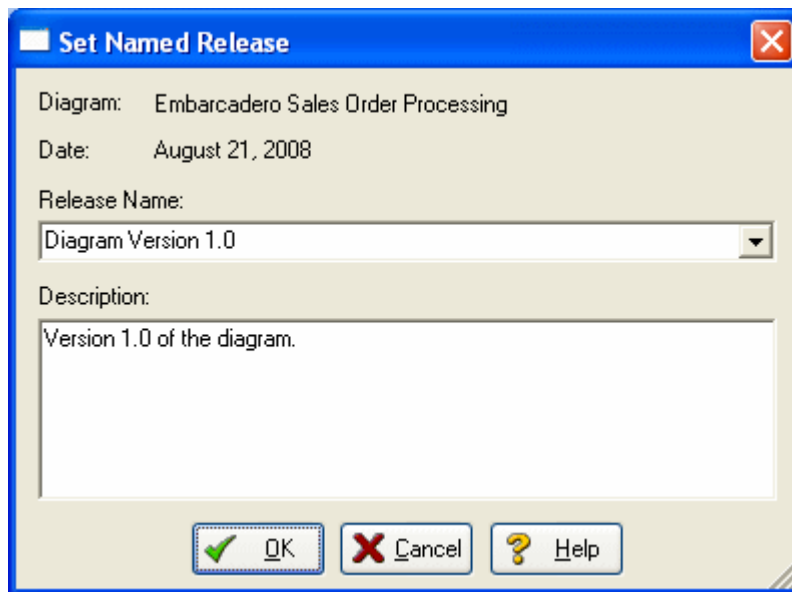 Set Named Release
Diagram: Embarcadero Sales Order Processing
Date: August 21, 2008
Release Name:
Diagram Version 1.0
Description:
Version 1.0 of the diagram.
OK Cancel Help